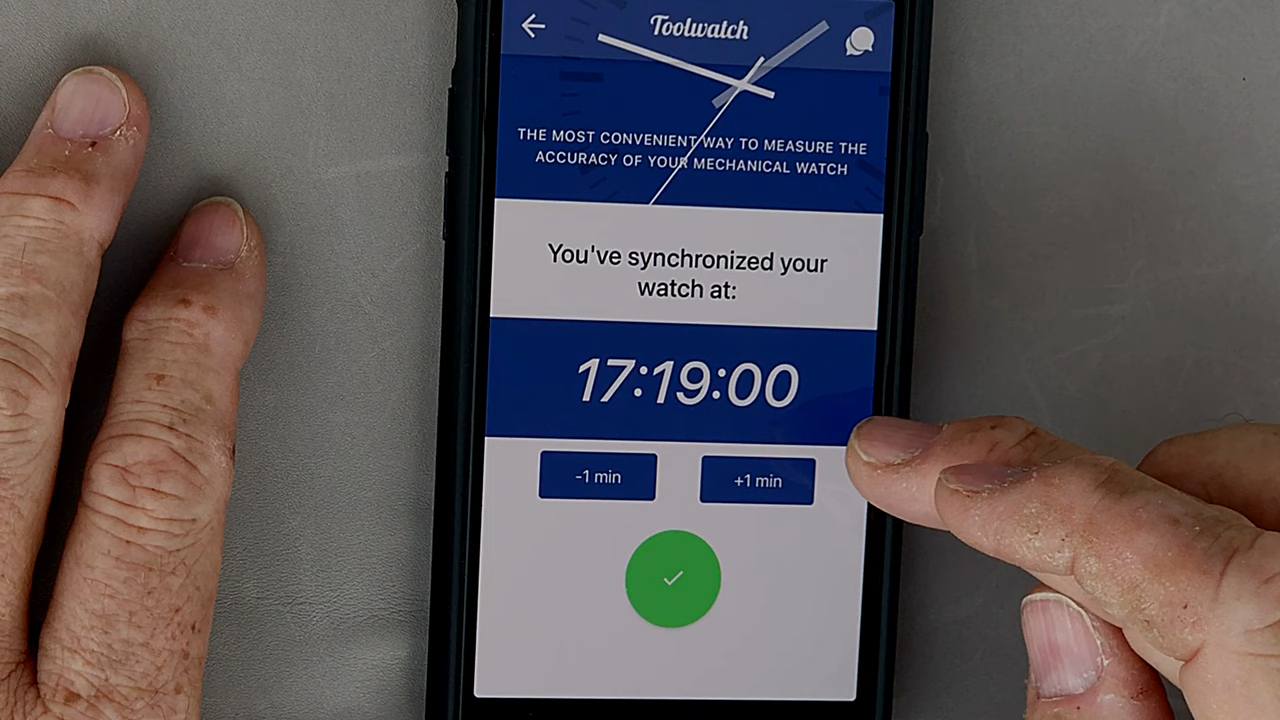 Toolwatch
THE MOST CONVENIENT WAY TO MEASURE THE
ACCURACY OF YOUR MECHANICAL WATCH
You've synchronized your
watch at:
17:19:00
-1 min
+1 min